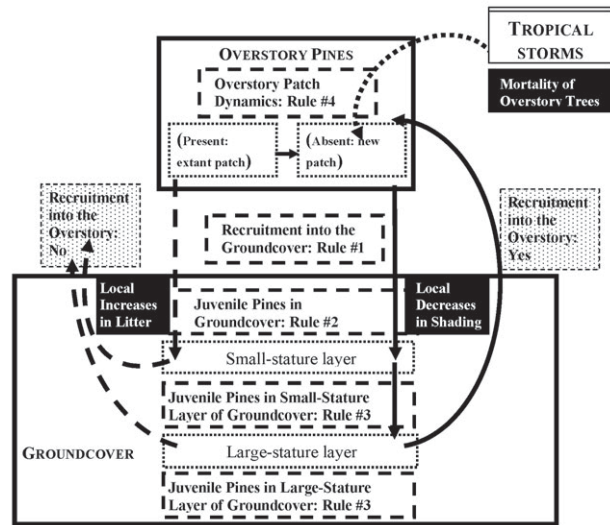 OVERSTORY PINES
TROPICAL
STORMS
Mortality of
Overstory Trees
Overstory Patch
Dynamics: Rule #4
(Present:
extant patch)
(Absent: new
patch)
Recruitment
into the
Overstory:
No
Recruitment into the
Groundcover: Rule #1
Recruitment
into the
Overstory:
Yes
Local
Increases
in Litter
Juvenile Pines in
Groundcover: Rule #2
Local
Decreases
in Shading
Small-stature layer
Juvenile Pines in Small-Stature
Layer of Groundcover: Rule #3
GROUNDCOVER
Large-stature layer
Juvenile Pines in Large-Stature
Layer of Groundcover: Rule #3